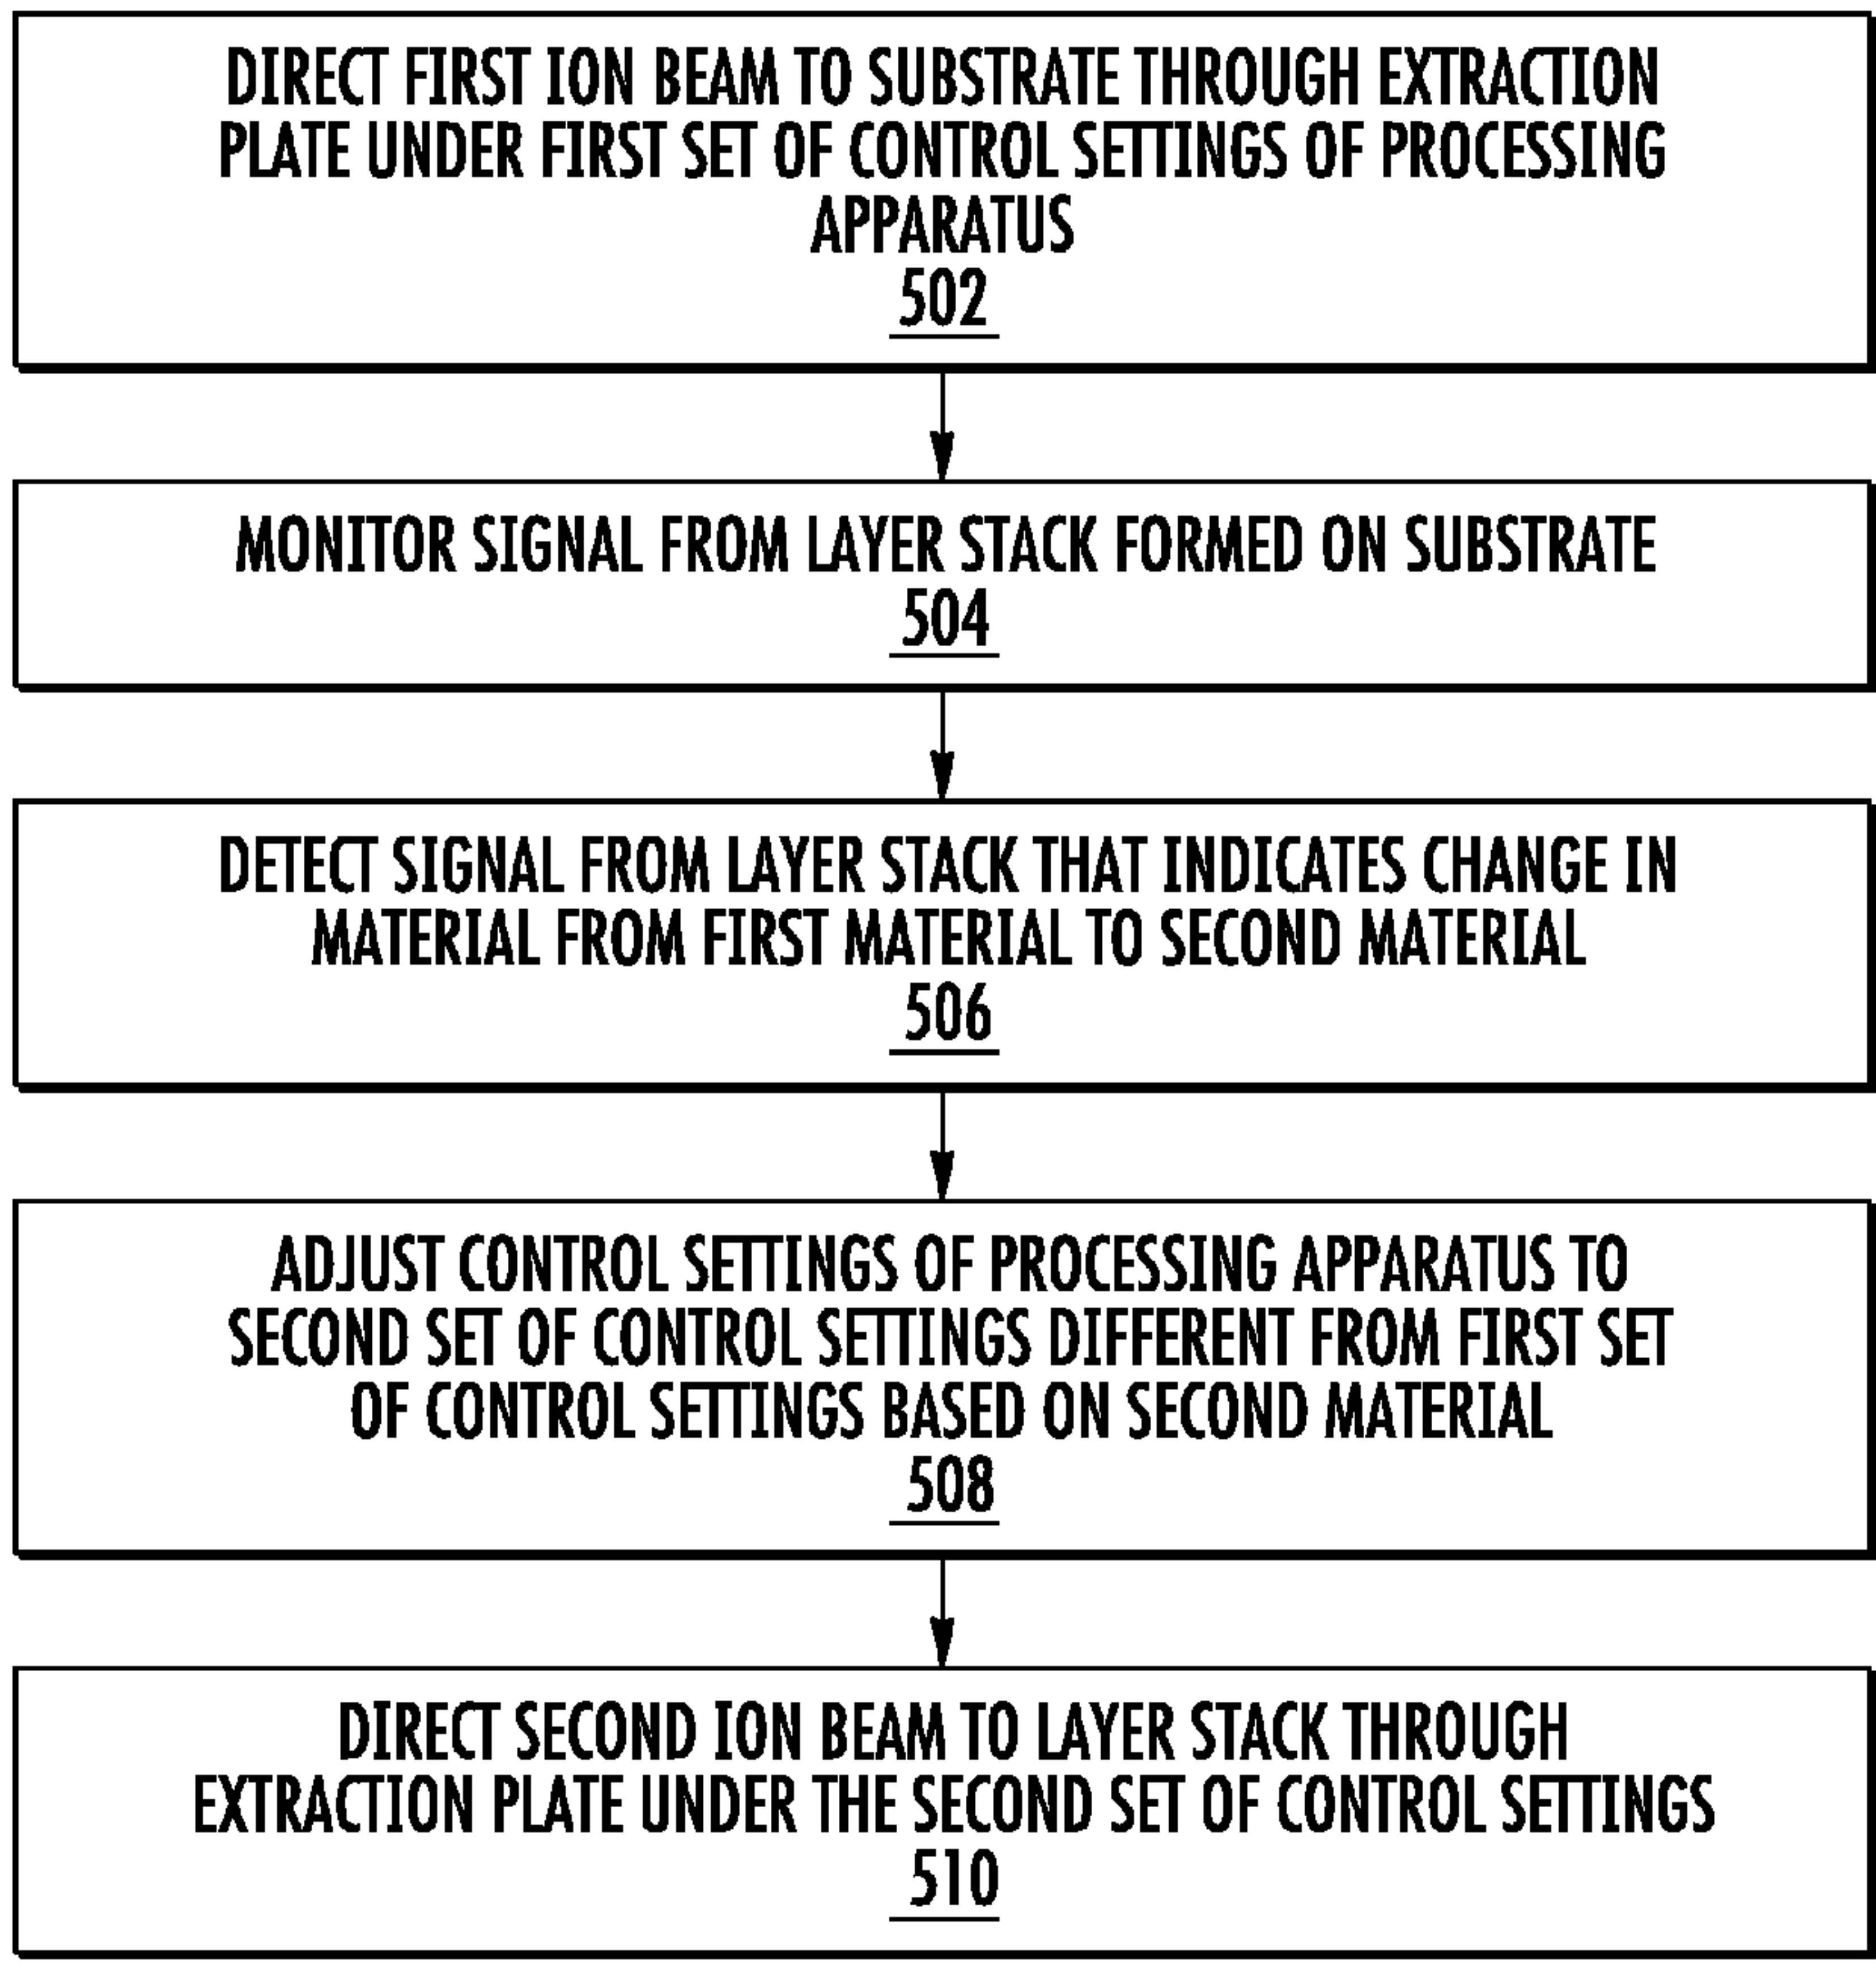 DIRECT FIRST ION BEAM TO SUBSTRATE THROUGH EXTRACTION
PLATE UNDER FIRST SET OF CONTROL SETTINGS OF PROCESSING
APPARATUS
502
MONITOR SIGNAL FROM LAYER STACK FORMED ON SUBSTRATE
504
DETECT SIGNAL FROM LAYER STACK THAT INDICATES CHANGE IN
MATERIAL FROM FIRST MATERIAL TO SECOND MATERIAL
506
ADJUST CONTROL SETTINGS OF PROCESSING APPARATUS TO
SECOND SET OF CONTROL SETTINGS DIFFERENT FROM FIRST SET
OF CONTROL SETTINGS BASED ON SECOND MATERIAL
508
DIRECT SECOND ION BEAM TO LAYER STACK THROUGH
EXTRACTION PLATE UNDER THE SECOND SET OF CONTROL SETTINGS
510